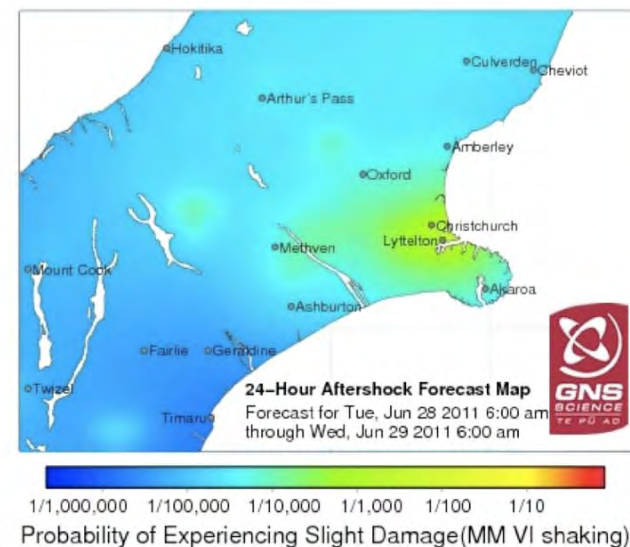 Hokitika
Culverden
Cheviot
Arthur's Pass
Amberley
Oxford
Christchurch
Lyttelton
Methven
Mount Cook
Akaroa
Ashburton
Fairlie
Geraldine
Twizel
Timaru
24-Hour Aftershock Forecast Map
Forecast for Tue, Jun 28 2011 6:00 am
through Wed, Jun 29 2011 6:00 am
GNS
SCIENCE
TE PŪ AO
1/1,000,000 1/100,000 1/10,000 1/1,000 1/100 1/10
Probability of Experiencing Slight Damage(MM VI shaking)